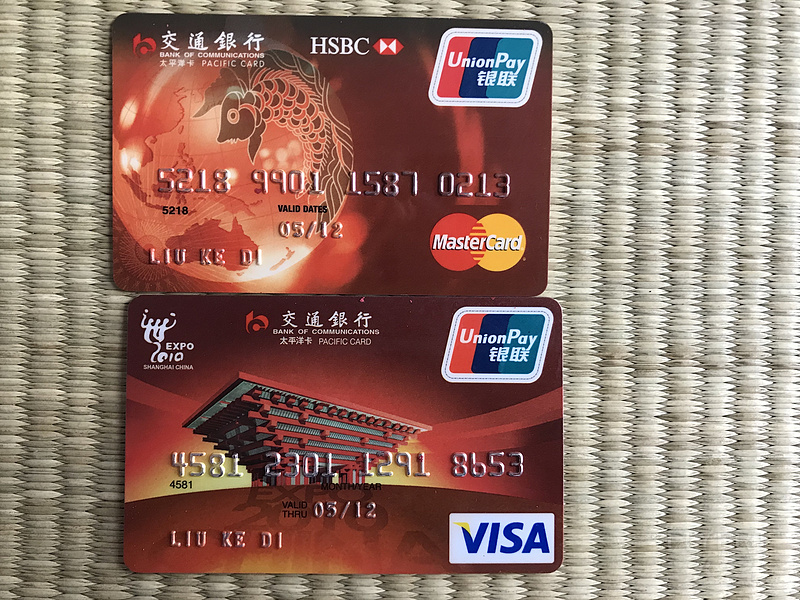 交通銀行
BANK OF COMMUNICATIONS
太平洋卡 PACIFIC CARD
HSBC
UnionPay
银联
5218 9901 1587 0213
5218
VALID DATES
05/12
LIU KE DI
MasterCard
EXPO
2010
SHANGHAI CHINA
交通銀行
BANK OF COMMUNICATIONS
太平洋卡 PACIFIC CARD
UnionPay
银联
4581 2301 1291 8653
4581
MONTH/YEAR
VALID
THRU 05/12
LIU KE DI
VISA